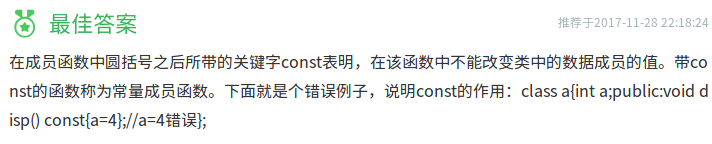 最佳答案
推荐于2017-11-28 22:18:24
在成员函数中圆括号之后所带的关键字const表明，在该函数中不能改变类中的数据成员的值。带co
nst的函数称为常量成员函数。下面就是个错误例子，说明const的作用：class a{int a;public:void d
isp() const{a=4};//a=4错误};